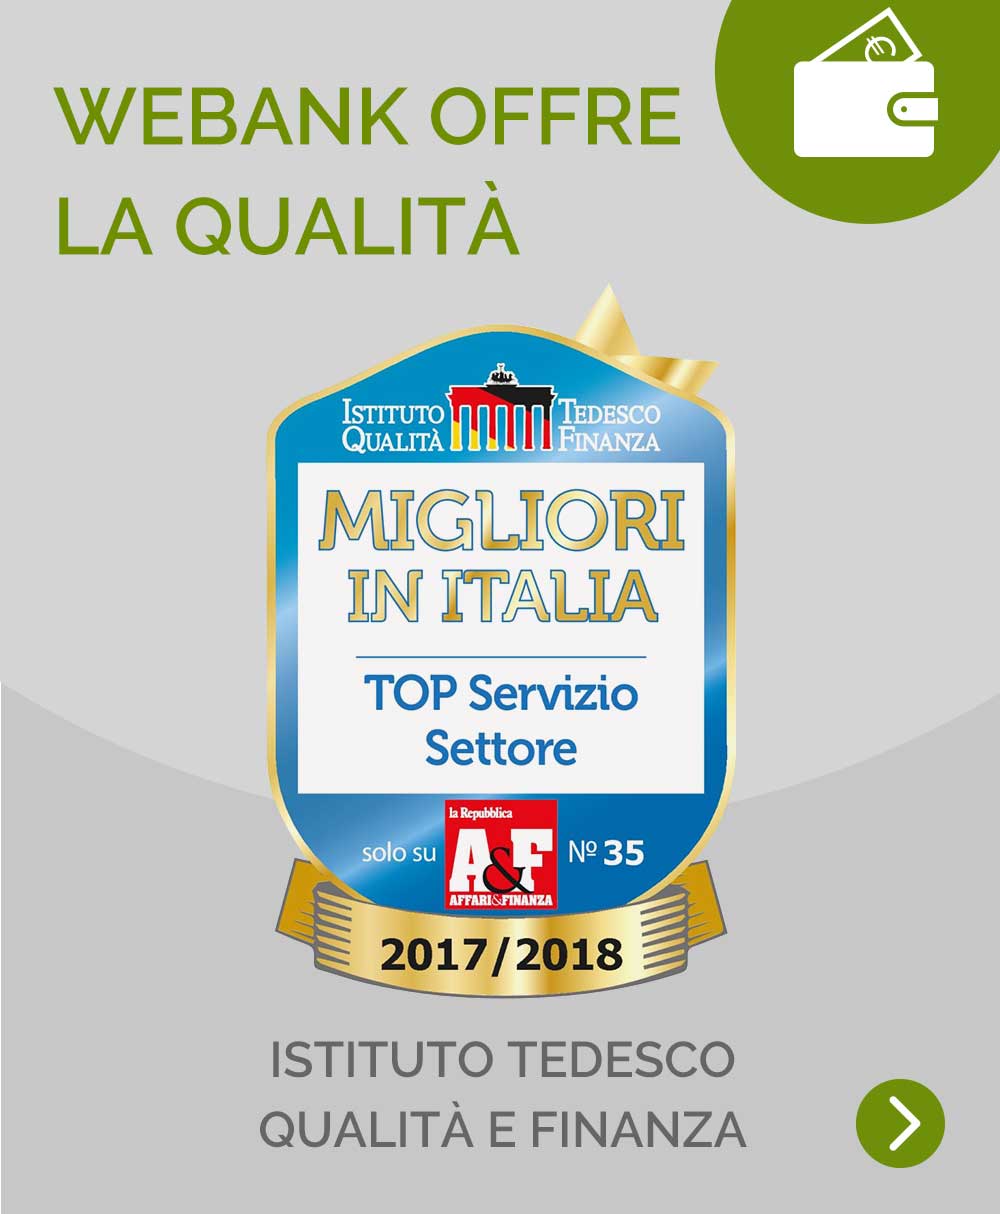 WEBANK OFFRE
LA QUALITÀ
ISTITUTO TEDESCO
QUALITÀ FINANZA
MIGLIORI
IN ITALIA
TOP Servizio
Settore
la Repubblica
solo su A&F Nº 35
AFFARI&FINANZA
2017/2018
ISTITUTO TEDESCO
QUALITÀ E FINANZA